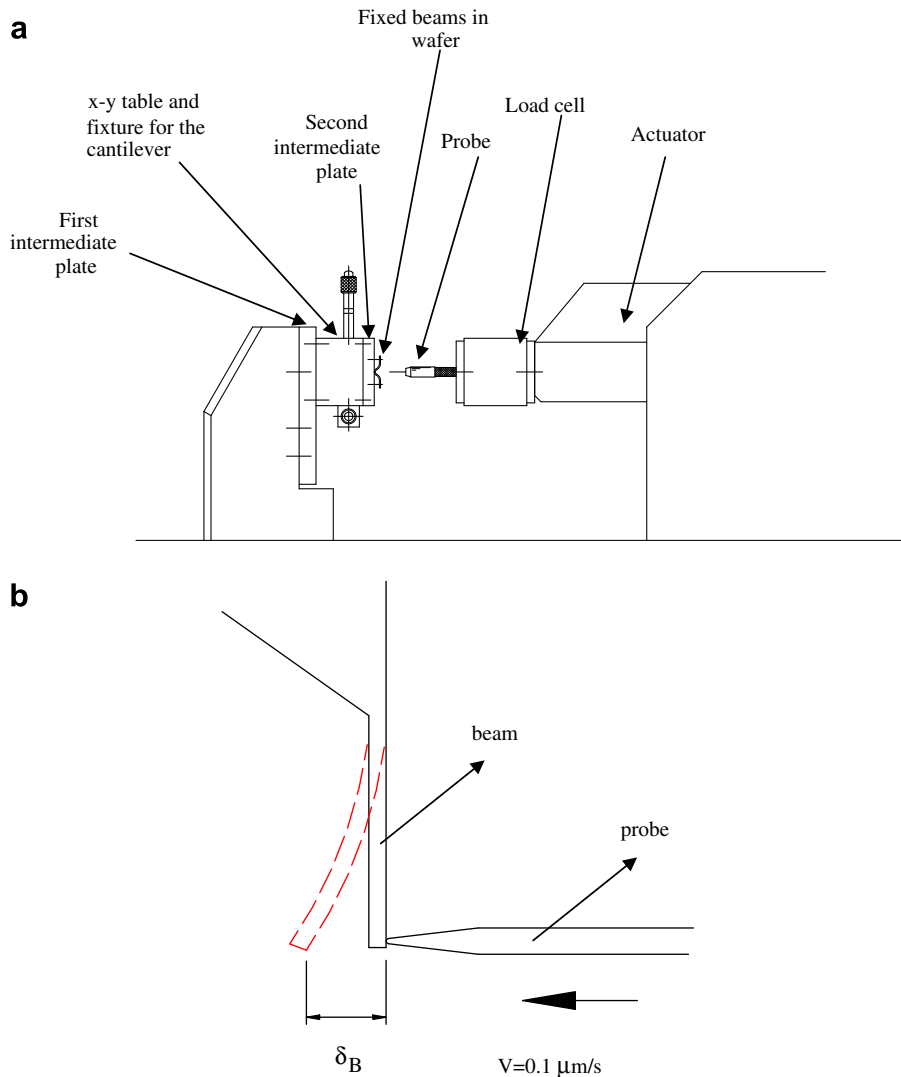 a
Fixed beams in
wafer
x-y table and
fixture for the
cantilever
Second
intermediate
plate
Load cell
Probe
Actuator
First
intermediate
plate
b
beam
probe
δB
V=0.1 μm/s